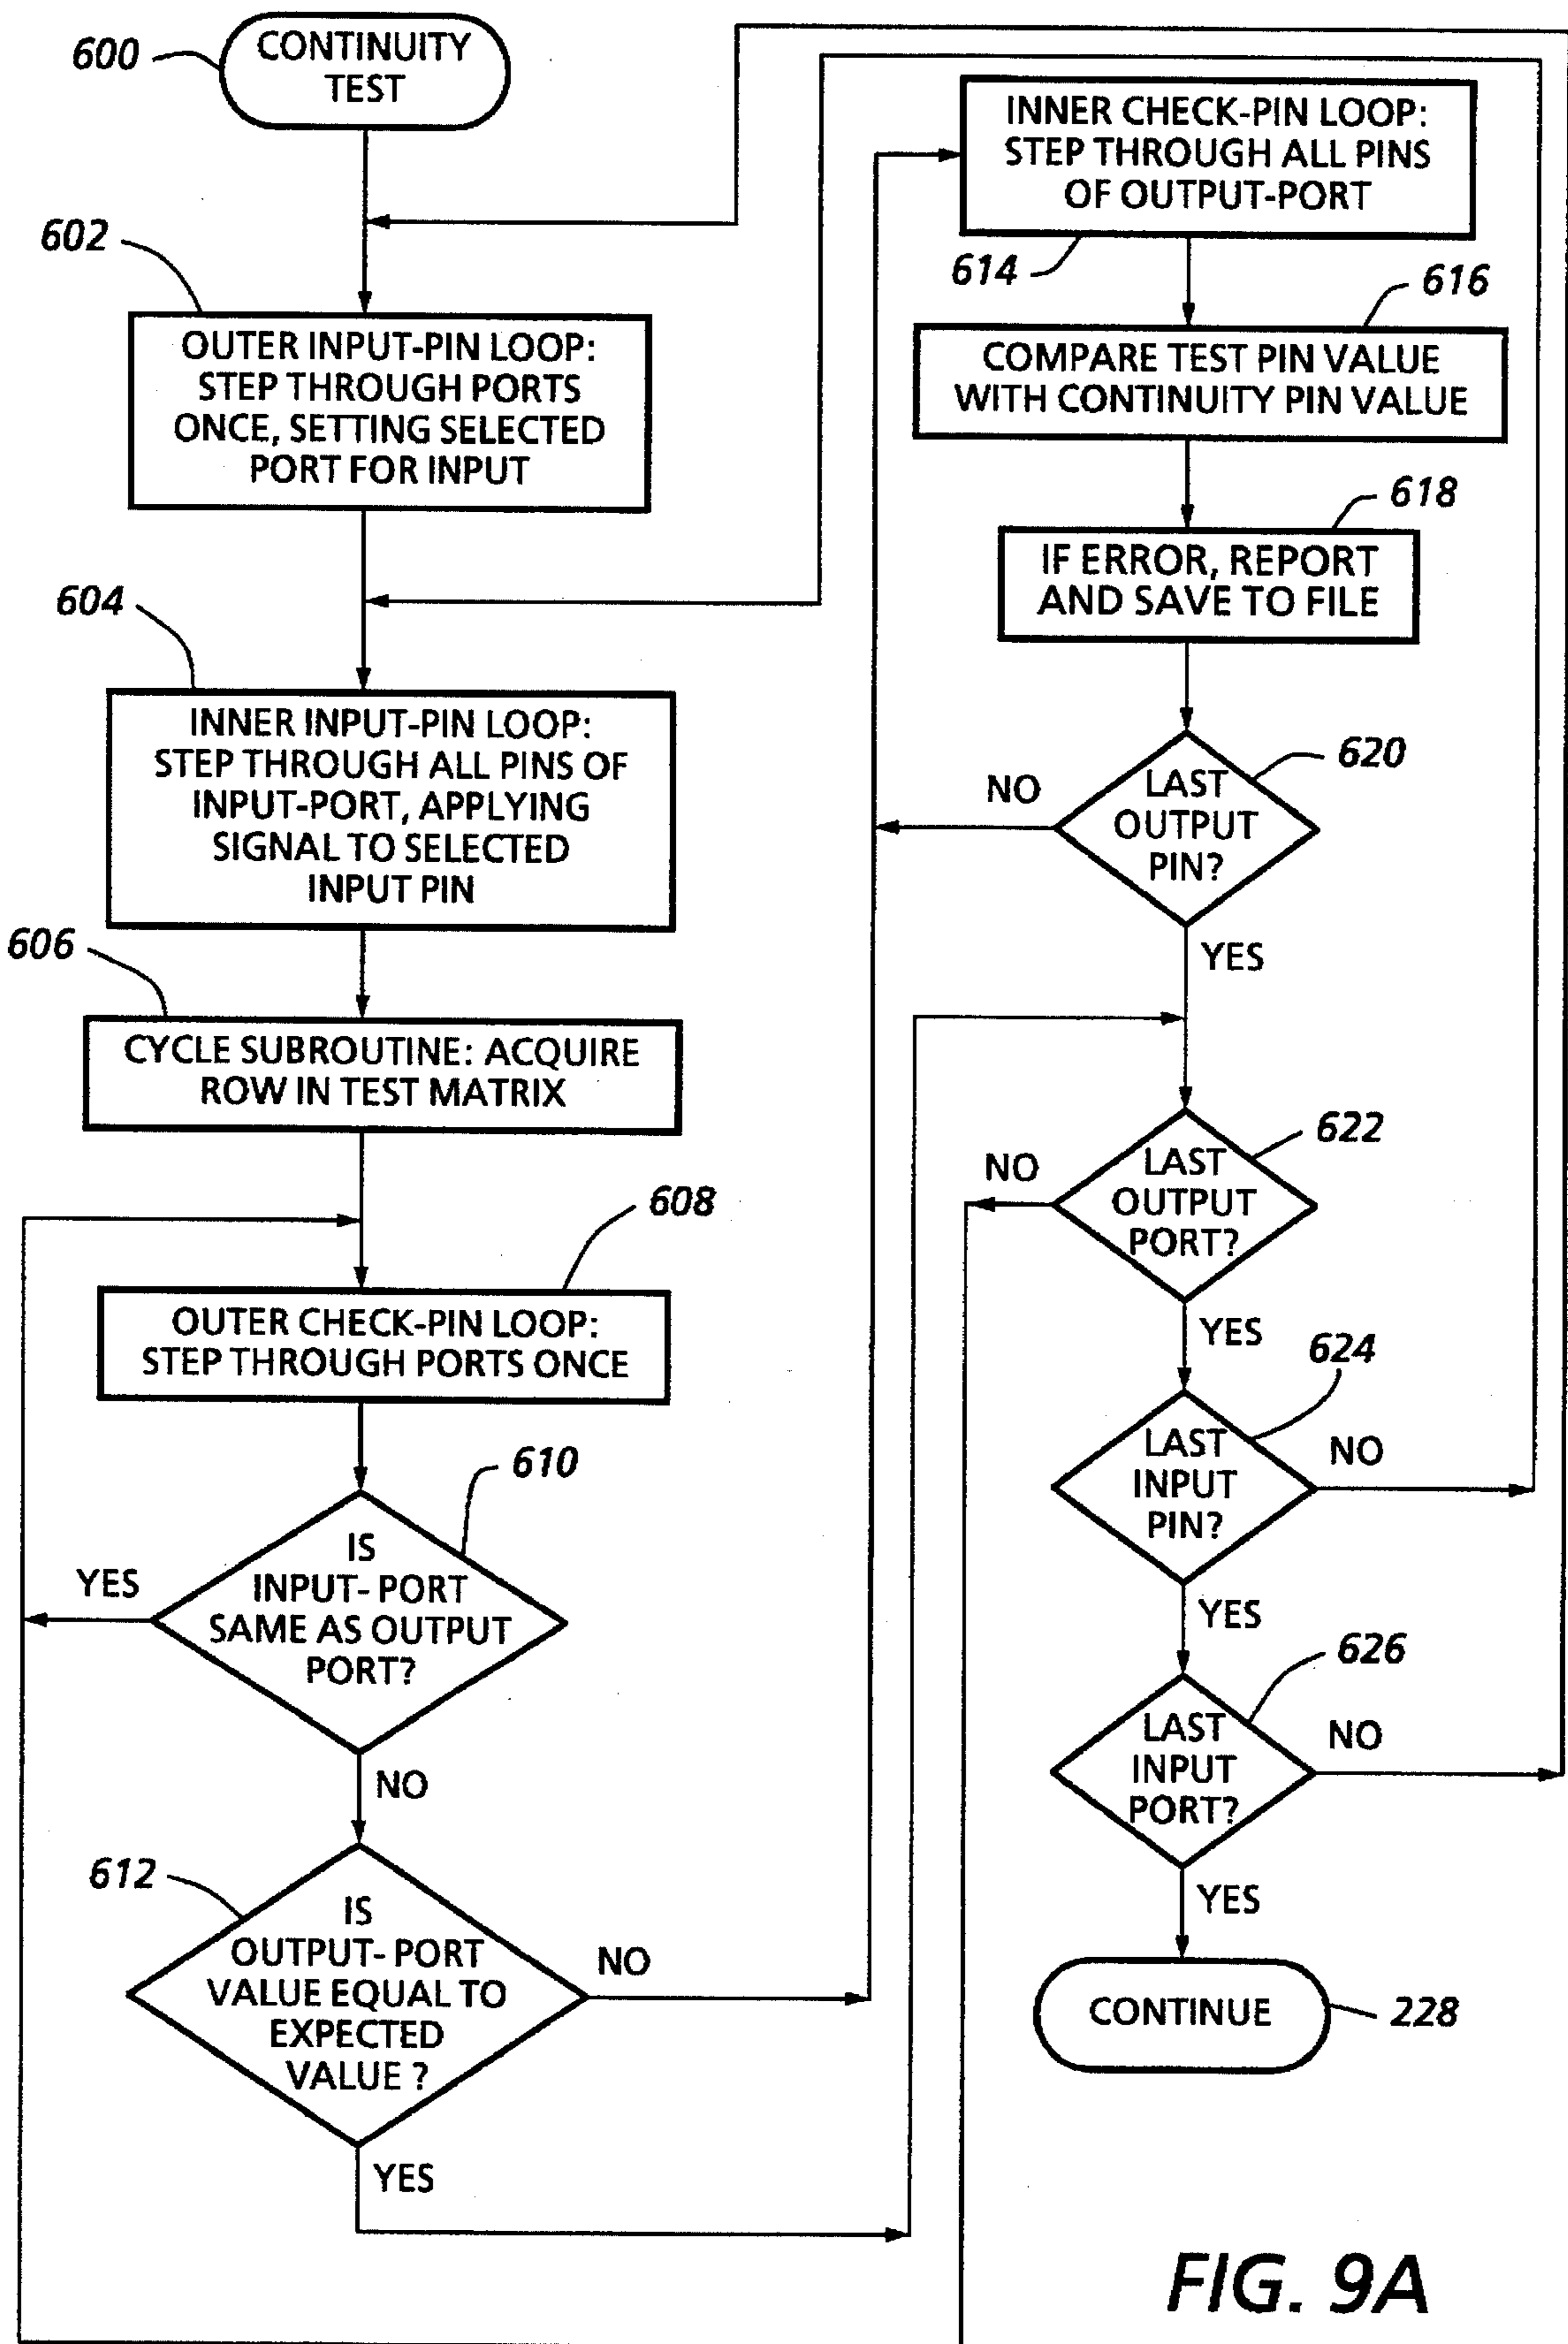 600
CONTINUITY
TEST
602
OUTER INPUT-PIN LOOP:
STEP THROUGH PORTS
ONCE, SETTING SELECTED
PORT FOR INPUT
604
INNER INPUT-PIN LOOP:
STEP THROUGH ALL PINS OF
INPUT-PORT, APPLYING
SIGNAL TO SELECTED
INPUT PIN
606
CYCLE SUBROUTINE: ACQUIRE
ROW IN TEST MATRIX
608
OUTER CHECK-PIN LOOP:
STEP THROUGH PORTS ONCE
610
IS
INPUT- PORT
SAME AS OUTPUT
PORT?
YES
NO
612
IS
OUTPUT- PORT
VALUE EQUAL TO
EXPECTED
VALUE ?
NO
YES
INNER CHECK-PIN LOOP:
STEP THROUGH ALL PINS
OF OUTPUT-PORT
614
616
COMPARE TEST PIN VALUE
WITH CONTINUITY PIN VALUE
618
IF ERROR, REPORT
AND SAVE TO FILE
620
LAST
OUTPUT
PIN?
NO
YES
622
LAST
OUTPUT
PORT?
NO
YES
624
LAST
INPUT
PIN?
NO
YES
626
LAST
INPUT
PORT?
NO
YES
CONTINUE
228
FIG. 9A